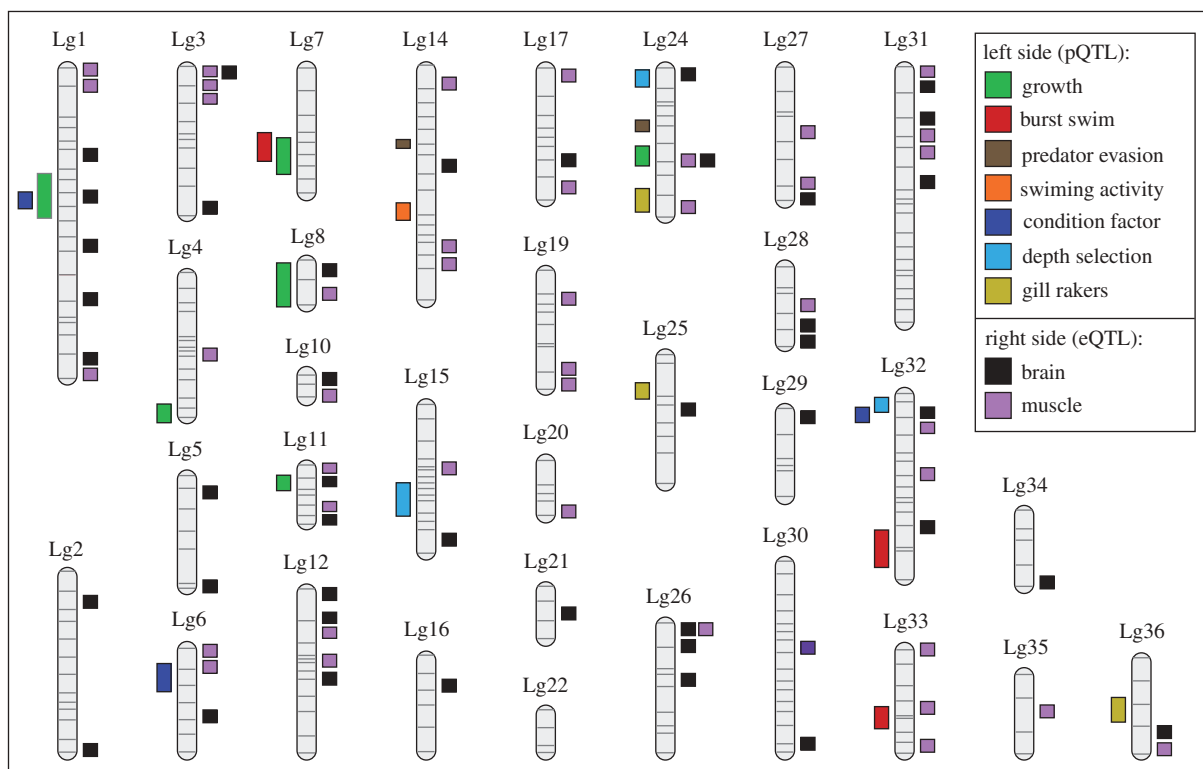 Lg1
Lg3
Lg7
Lg14
Lg17
Lg24
Lg27
Lg31
left side (pQTL):
growth
burst swim
predator evasion
swiming activity
condition factor
depth selection
gill rakers
right side (eQTL):
brain
muscle
Lg4
Lg8
Lg19
Lg28
Lg10
Lg15
Lg25
Lg29
Lg32
Lg5
Lg11
Lg20
Lg34
Lg2
Lg12
Lg21
Lg30
Lg6
Lg16
Lg26
Lg33
Lg22
Lg35
Lg36